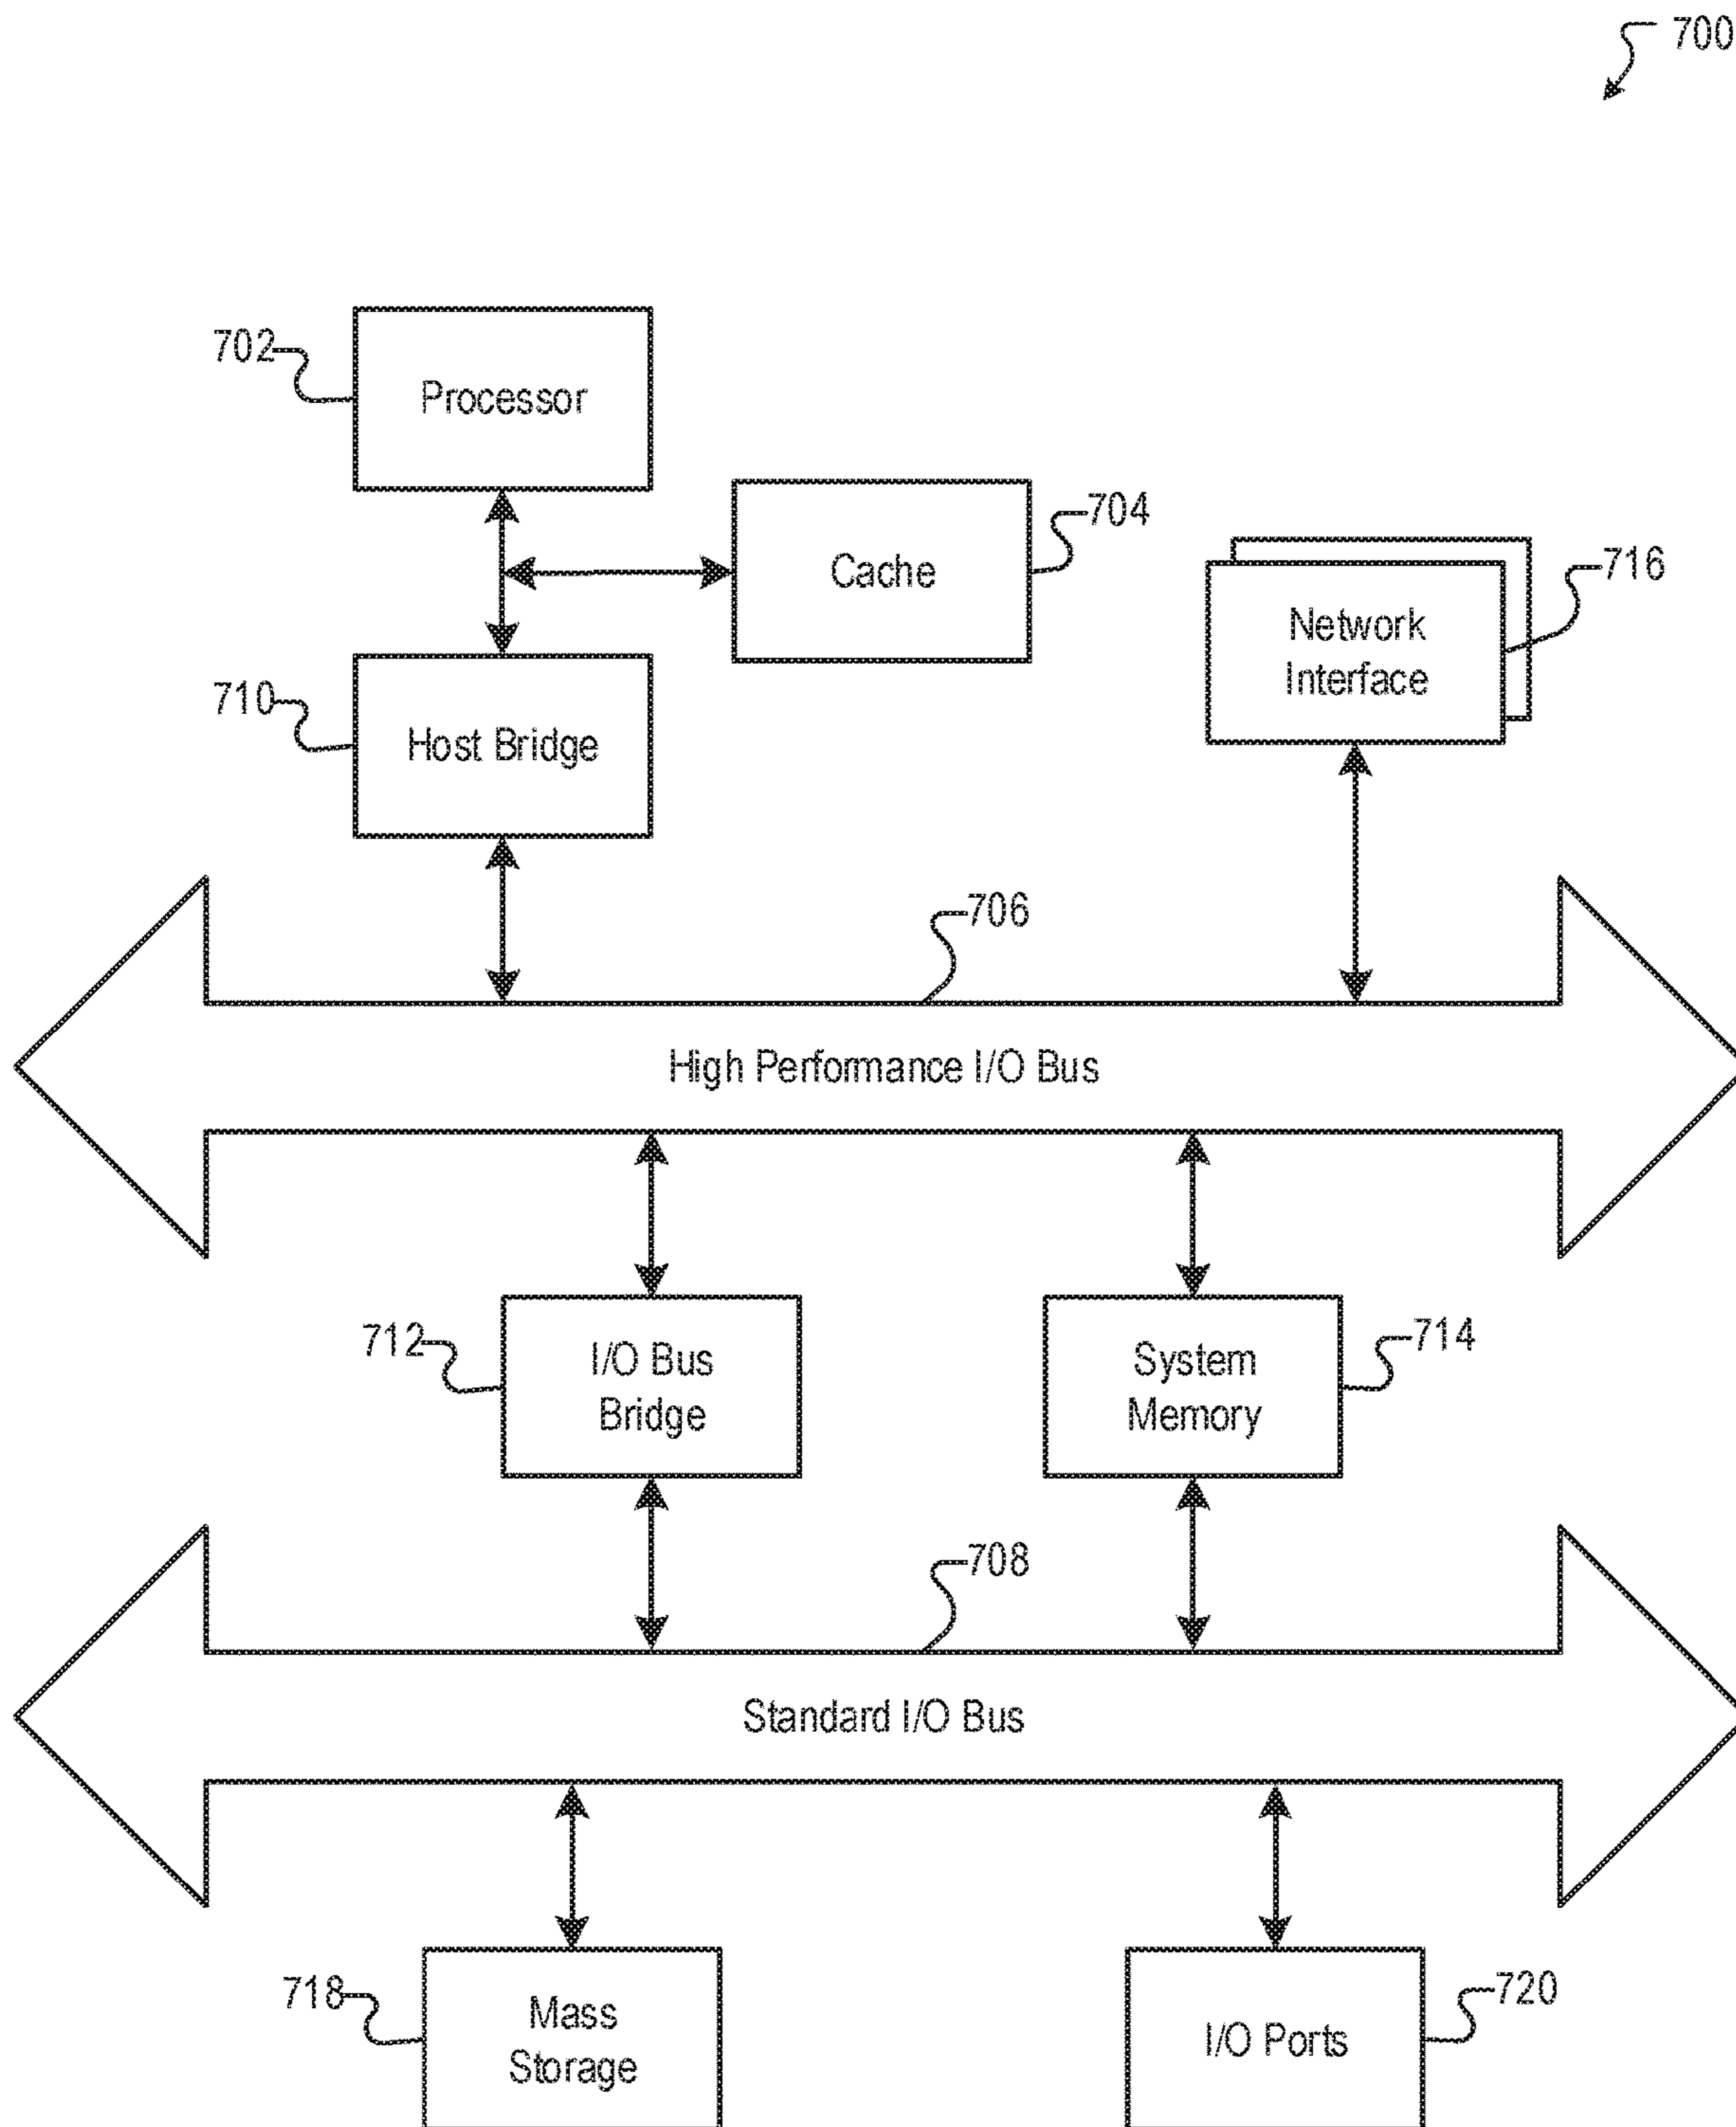 700
702
Processor
704
Cache
716
Network
Interface
710
Host Bridge
706
High Performance I/O Bus
712
I/O Bus
Bridge
714
System
Memory
708
Standard I/O Bus
718
Mass
Storage
720
I/O Ports